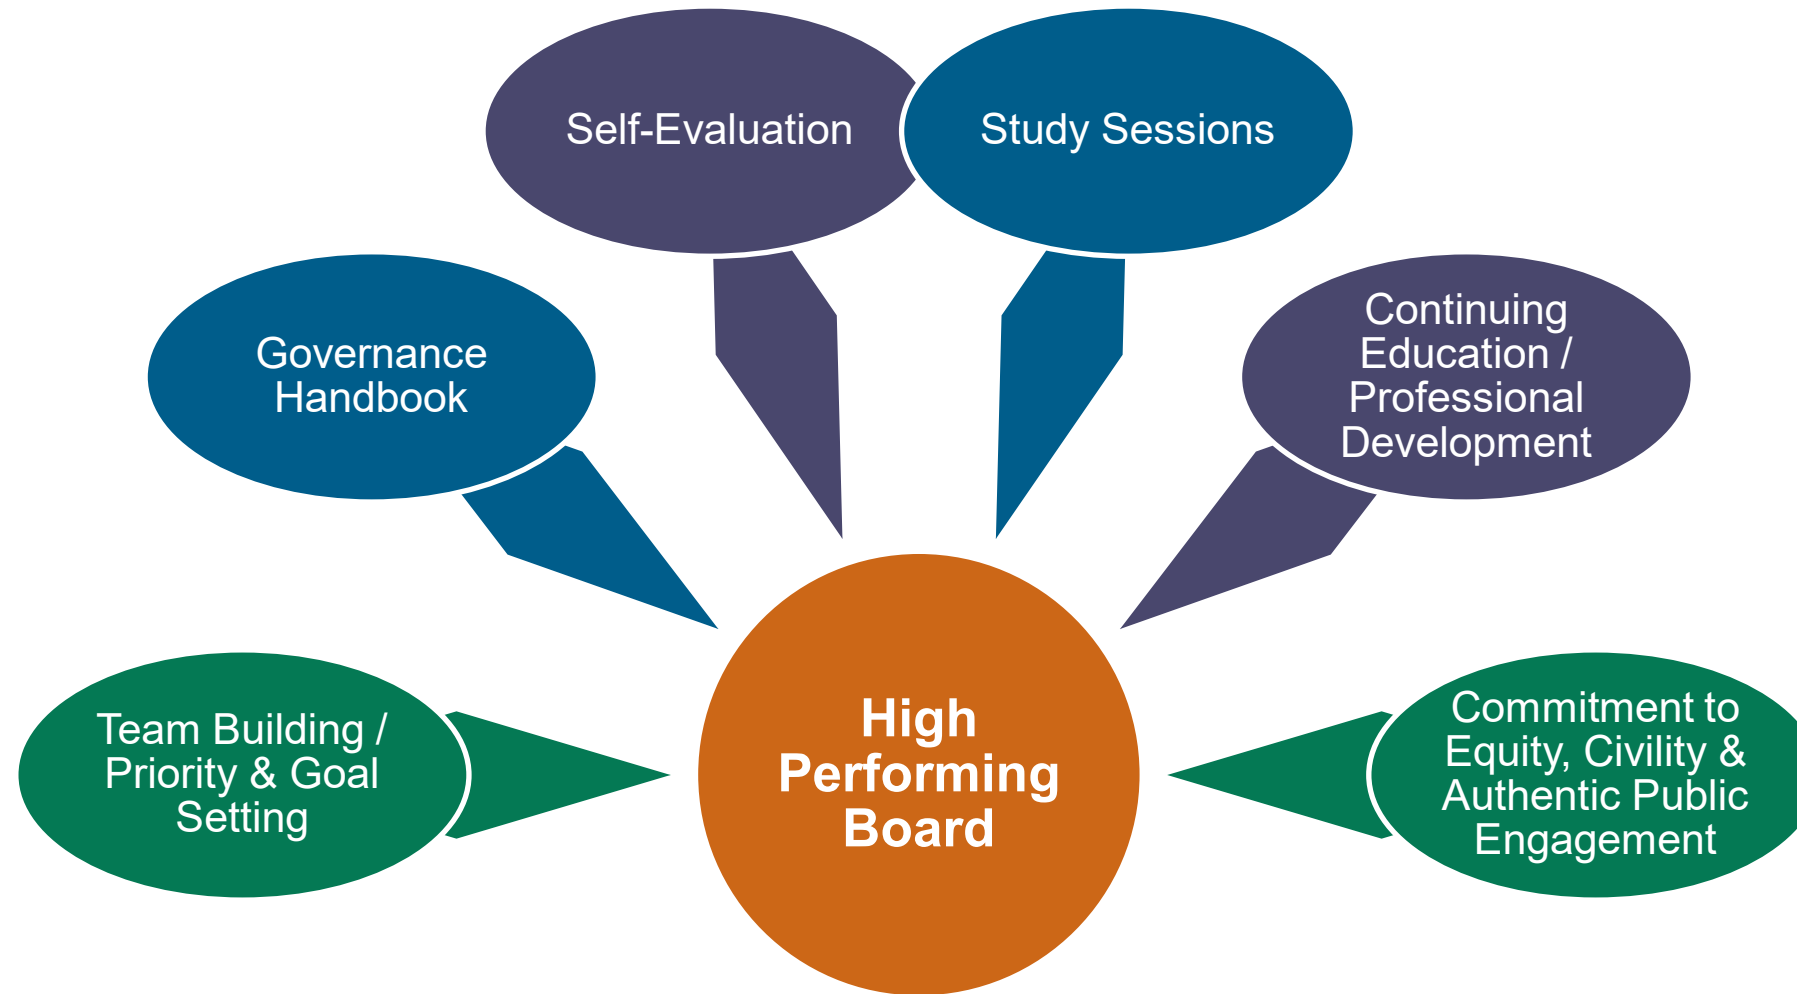 Self-Evaluation
Study Sessions
Governance
Handbook
Continuing
Education /
Professional
Development
Team Building /
Priority & Goal
Setting
High
Performing
Board
Commitment to
Equity, Civility &
Authentic Public
Engagement